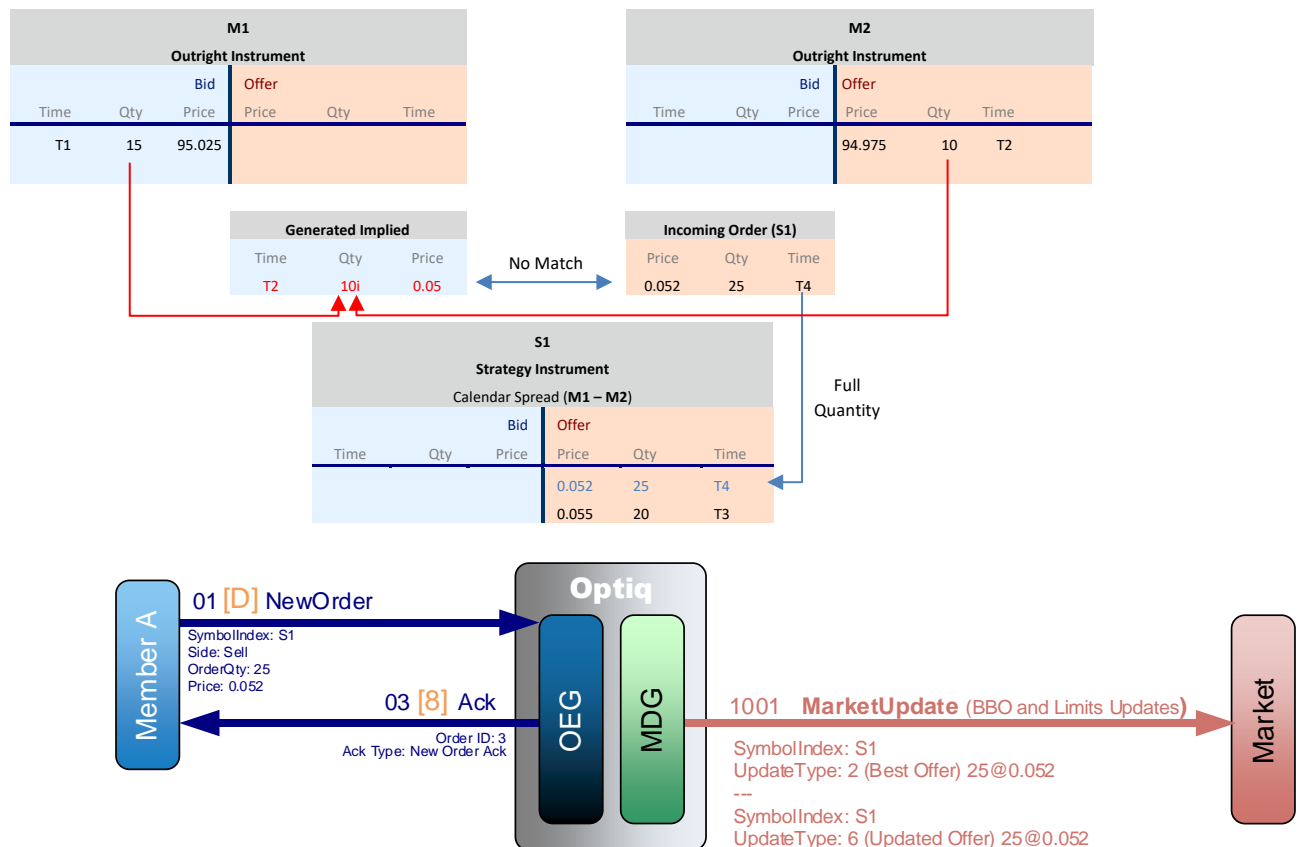 M1
Outright Instrument
Bid Offer
Time Qty Price Price Qty Time
T1 15 95.025
M2
Outright Instrument
Bid Offer
Time Qty Price Price Qty Time
94.975 10 T2
Generated Implied
Time Qty Price
T2 10i 0.05
No Match
Incoming Order (S1)
Price Qty Time
0.052 25 T4
Full
Quantity
S1
Strategy Instrument
Calendar Spread (M1 – M2)
Bid Offer
Time Qty Price Price Qty Time
0.052 25 T4
0.055 20 T3
Member A
01 [D] NewOrder
SymbolIndex: S1
Side: Sell
OrderQty: 25
Price: 0.052
03 [8] Ack
Order ID: 3
Ack Type: New Order Ack
Optiq
OEG
MDG
1001 MarketUpdate (BBO and Limits Updates)
SymbolIndex: S1
UpdateType: 2 (Best Offer) 25@0.052
---
SymbolIndex: S1
UpdateType: 6 (Updated Offer) 25@0.052
Market